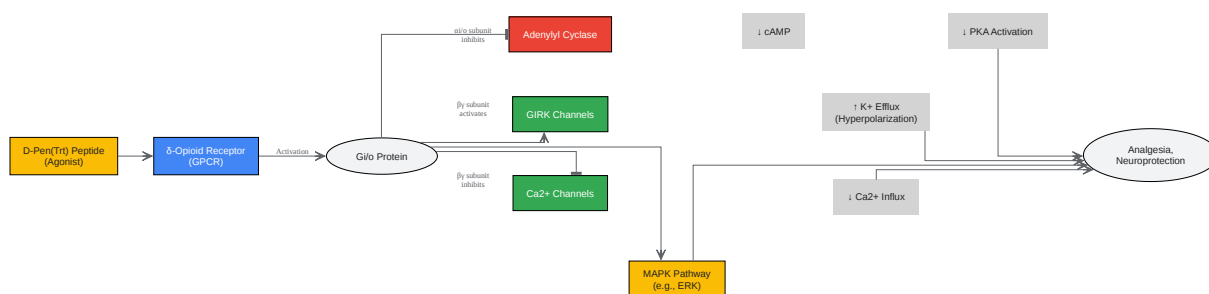 D-Pen(Trt) Peptide
(Agonist)
δ-Opioid Receptor
(GPCR)
Activation
Gi/o Protein
αi/o subunit
inhibits
Adenylyl Cyclase
βγ subunit
activates
GIRK Channels
βγ subunit
inhibits
Ca2+ Channels
MAPK Pathway
(e.g., ERK)
↓ cAMP
↓ PKA Activation
↑ K+ Efflux
(Hyperpolarization)
↓ Ca2+ Influx
Analgesia,
Neuroprotection